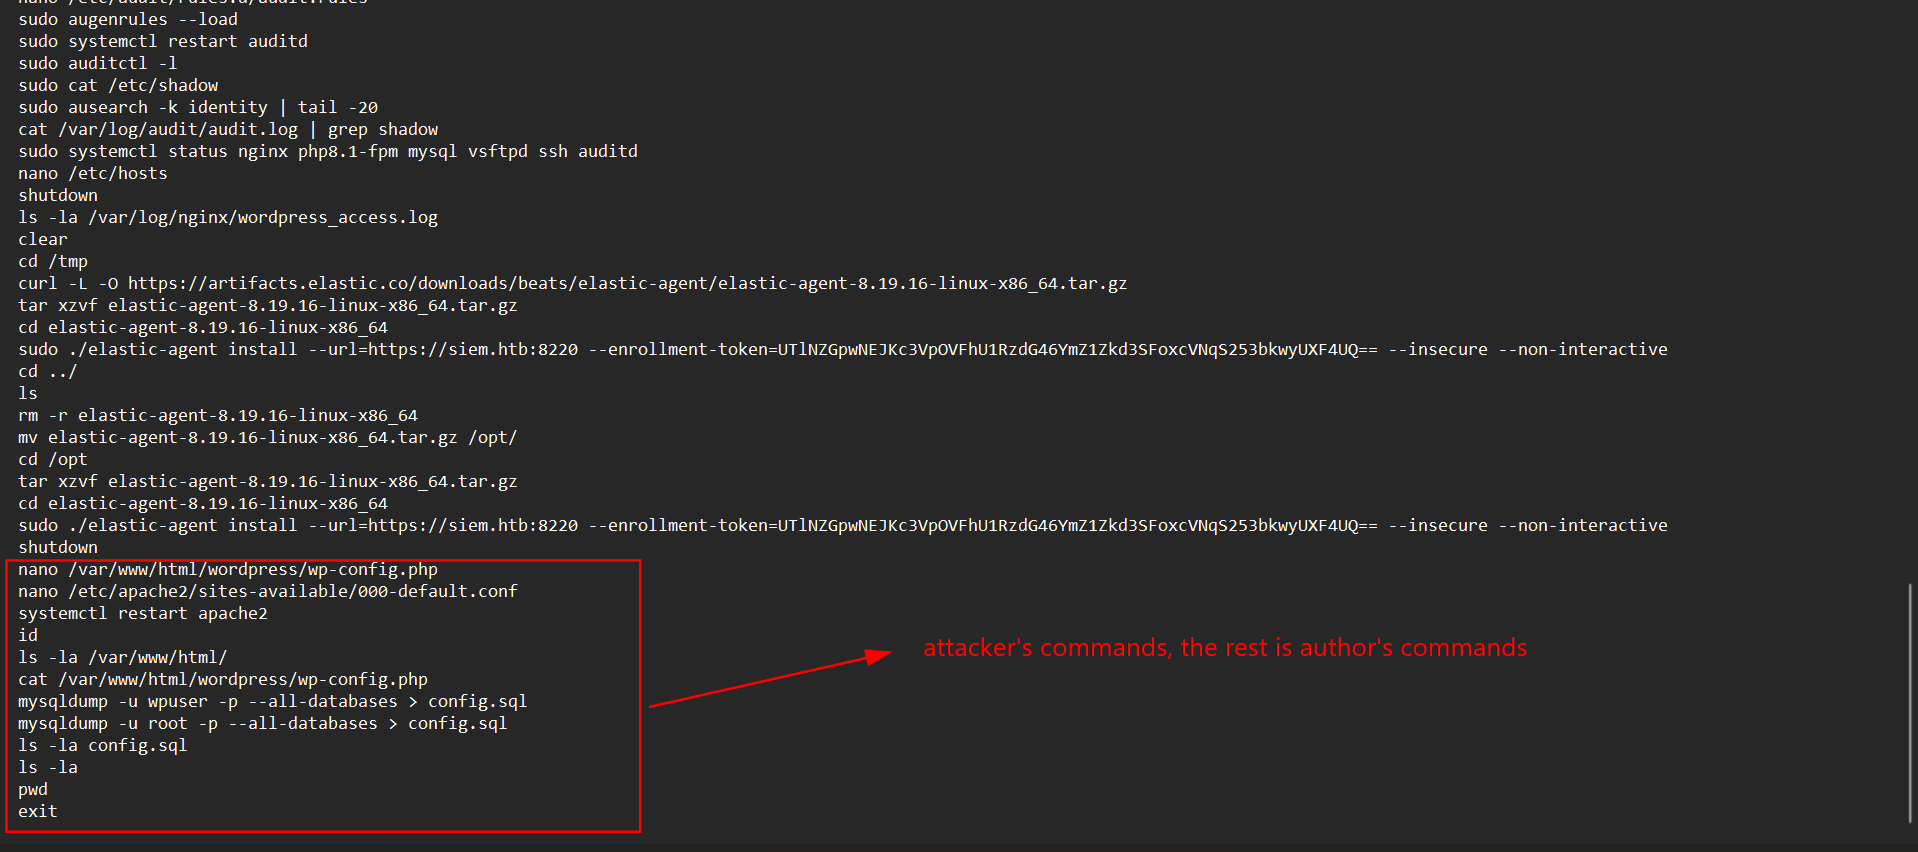 nano /etc/audit/rules.d/audit.rules
sudo augenrules --load
sudo systemctl restart auditd
sudo auditctl -l
sudo cat /etc/shadow
sudo ausearch -k identity | tail -20
cat /var/log/audit/audit.log | grep shadow
sudo systemctl status nginx php8.1-fpm mysql vsftpd ssh auditd
nano /etc/hosts
shutdown
ls -la /var/log/nginx/wordpress_access.log
clear
cd /tmp
curl -L -O https://artifacts.elastic.co/downloads/beats/elastic-agent/elastic-agent-8.19.16-linux-x86_64.tar.gz
tar xzvf elastic-agent-8.19.16-linux-x86_64.tar.gz
cd elastic-agent-8.19.16-linux-x86_64
sudo ./elastic-agent install --url=https://siem.htb:8220 --enrollment-token=UTlNZGpwNEJKc3VpOVFhU1RzdG46YmZ1Zkd3SFoxcVNqS253bkwyUXF4UQ== --insecure --non-interactive
cd ../
ls
rm -r elastic-agent-8.19.16-linux-x86_64
mv elastic-agent-8.19.16-linux-x86_64.tar.gz /opt/
cd /opt
tar xzvf elastic-agent-8.19.16-linux-x86_64.tar.gz
cd elastic-agent-8.19.16-linux-x86_64
sudo ./elastic-agent install --url=https://siem.htb:8220 --enrollment-token=UTlNZGpwNEJKc3VpOVFhU1RzdG46YmZ1Zkd3SFoxcVNqS253bkwyUXF4UQ== --insecure --non-interactive
shutdown
nano /var/www/html/wordpress/wp-config.php
nano /etc/apache2/sites-available/000-default.conf
systemctl restart apache2
id
ls -la /var/www/html/
cat /var/www/html/wordpress/wp-config.php
mysqldump -u wpuser -p --all-databases > config.sql
mysqldump -u root -p --all-databases > config.sql
ls -la config.sql
ls -la
pwd
exit
attacker's commands, the rest is author's commands